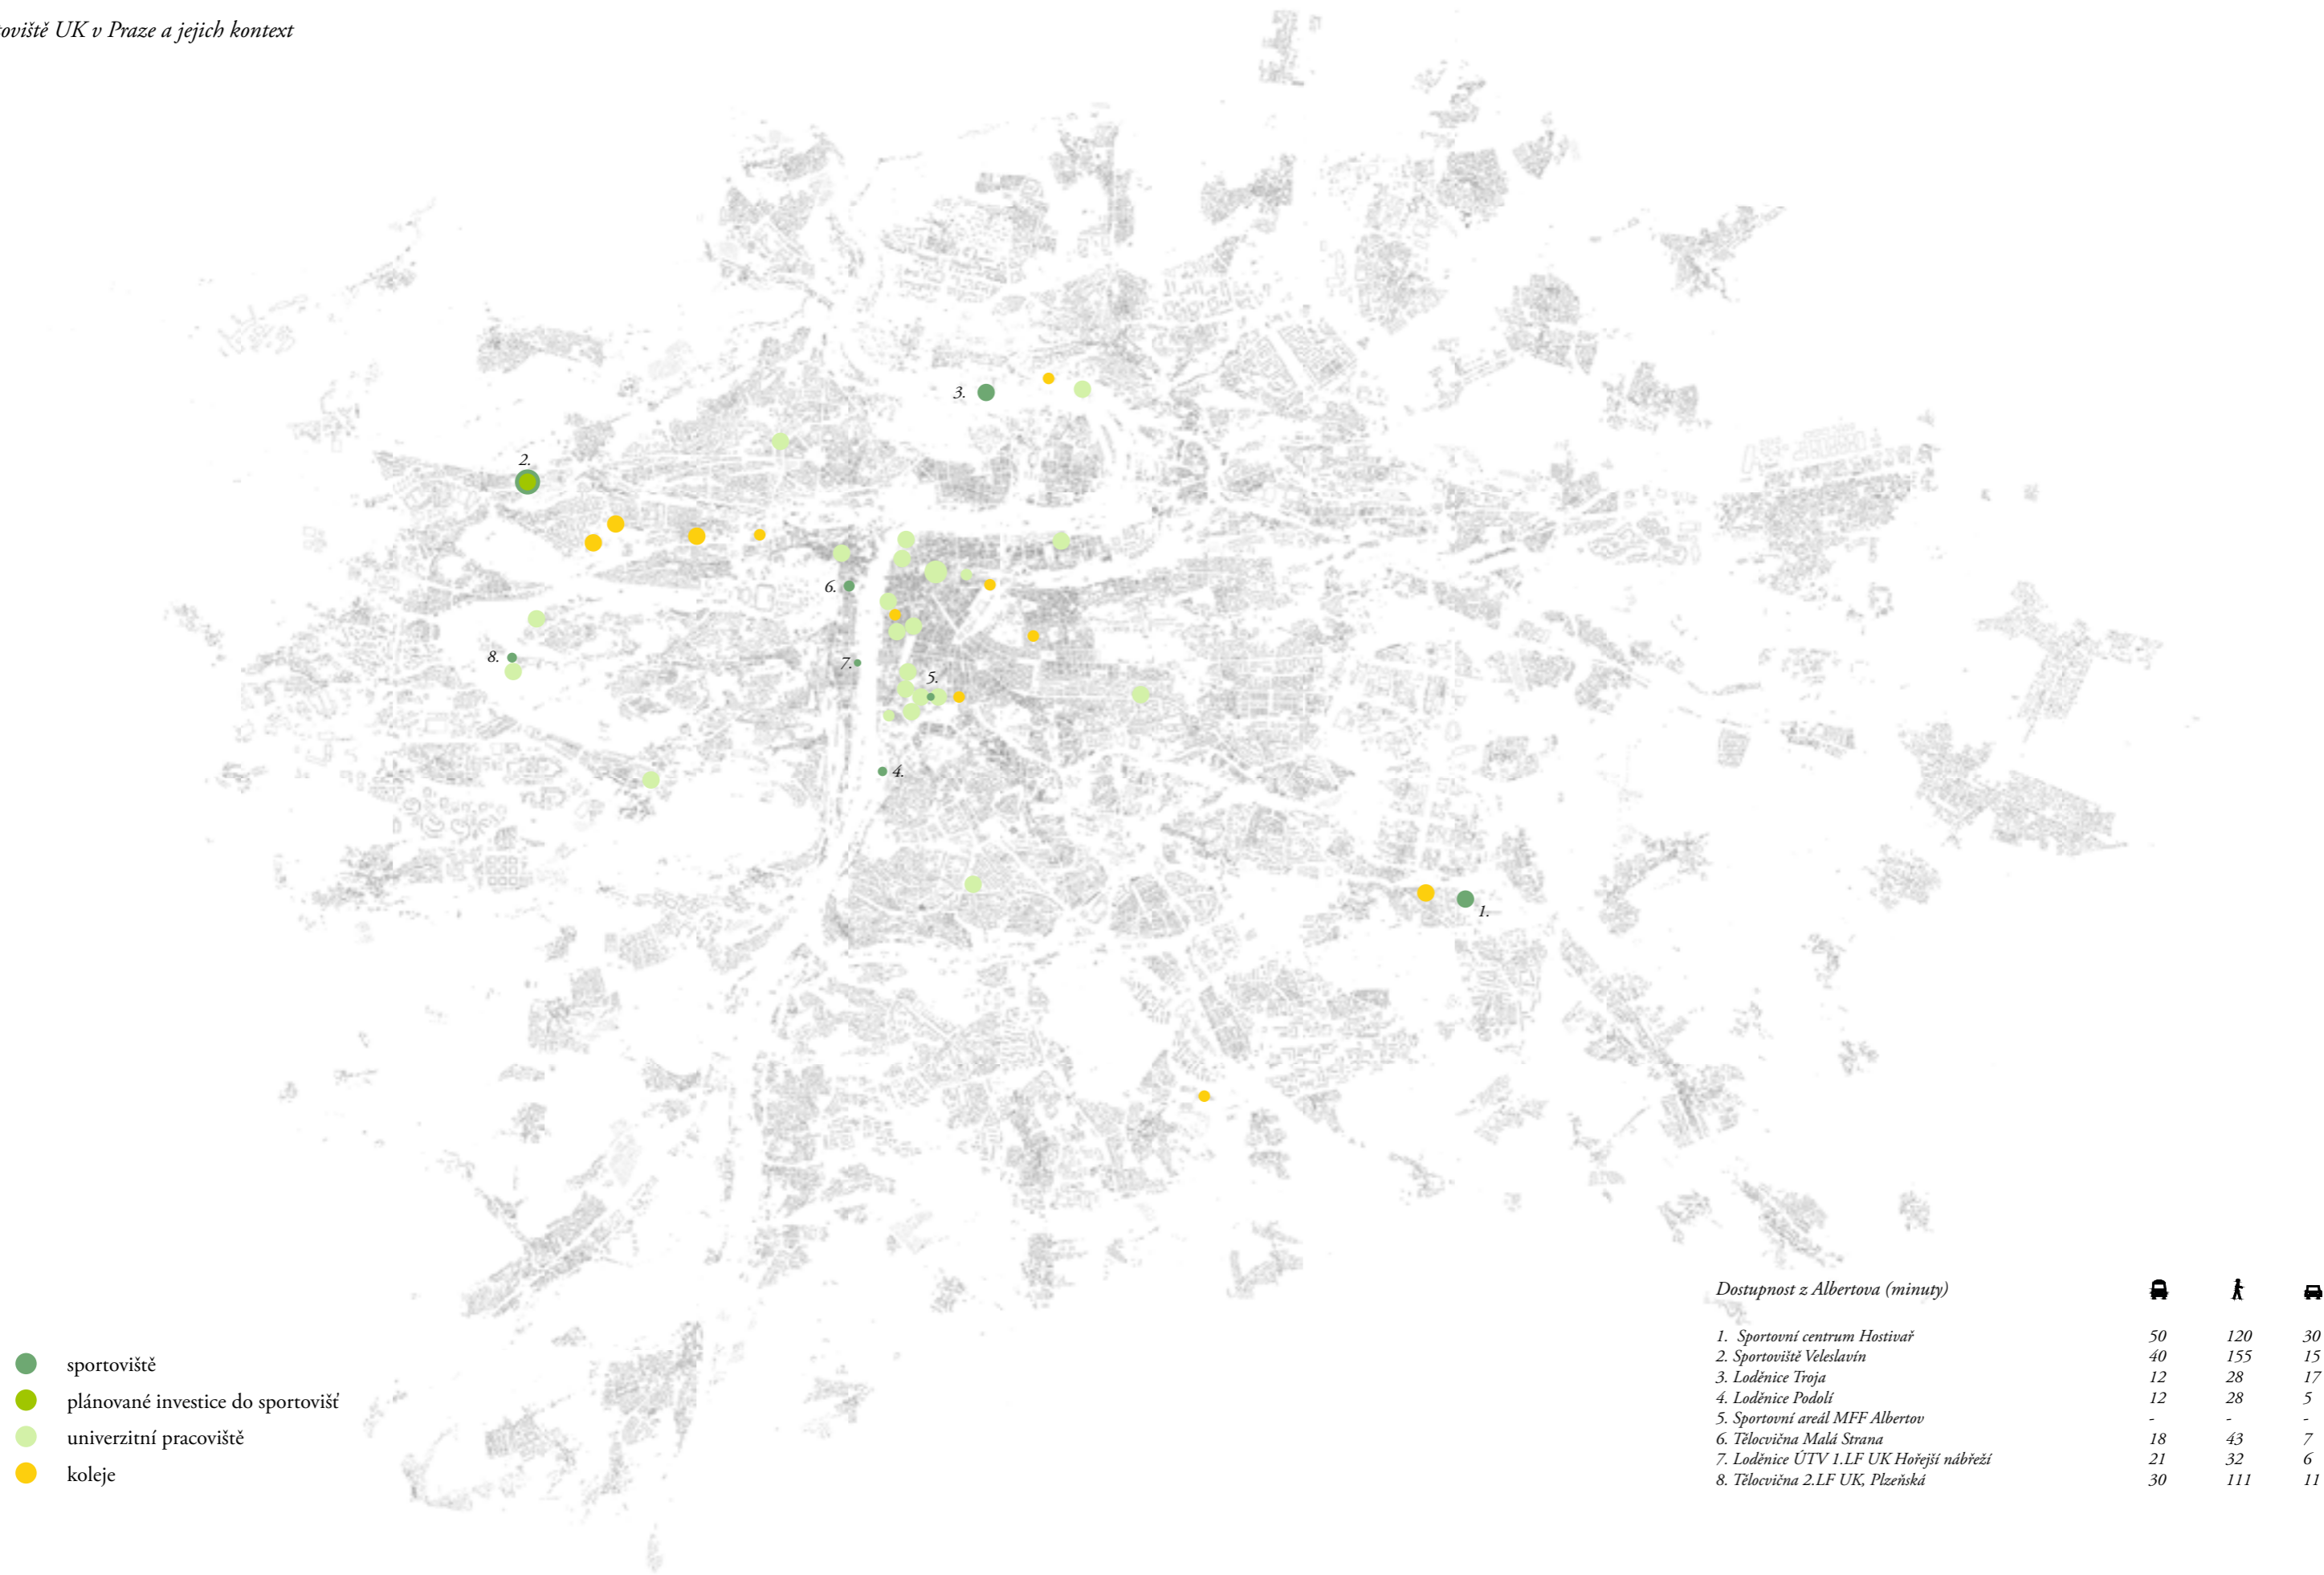 toviště UK v Praze a jejich kontext
3.
2.
6.
8.
7.
5.
4.
1.
sportoviště
plánované investice do sportovišť
univerzitní pracoviště
koleje
Dostupnost z Albertova (minuty)
1. Sportovní centrum Hostivař 50 120 30
2. Sportoviště Veleslavín 40 155 15
3. Loděnice Troja 12 28 17
4. Loděnice Podolí 12 28 5
5. Sportovní areál MFF Albertov - - -
6. Tělocvična Malá Strana 18 43 7
7. Loděnice ÚTV 1.LF UK Hořejší nábřeží 21 32 6
8. Tělocvična 2.LF UK, Plzeňská 30 111 11